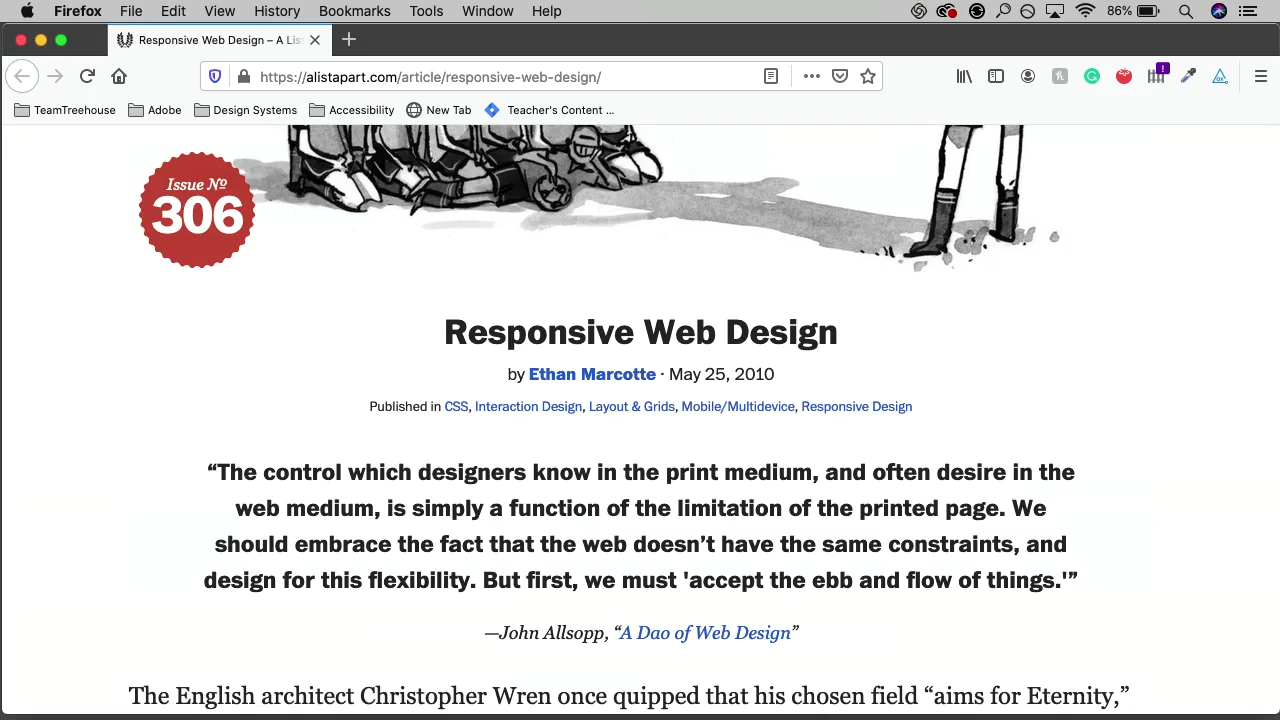 Firefox File Edit View History Bookmarks Tools Window Help 86%
Responsive Web Design – A Lis
https://alistapart.com/article/responsive-web-design/
TeamTreehouse Adobe Design Systems Accessibility New Tab Teacher's Content ...
Issue Nº
306
Responsive Web Design
by Ethan Marcotte · May 25, 2010
Published in CSS, Interaction Design, Layout & Grids, Mobile/Multidevice, Responsive Design
“The control which designers know in the print medium, and often desire in the
web medium, is simply a function of the limitation of the printed page. We
should embrace the fact that the web doesn’t have the same constraints, and
design for this flexibility. But first, we must 'accept the ebb and flow of things.'”
—John Allsopp, “A Dao of Web Design”
The English architect Christopher Wren once quipped that his chosen field “aims for Eternity,”